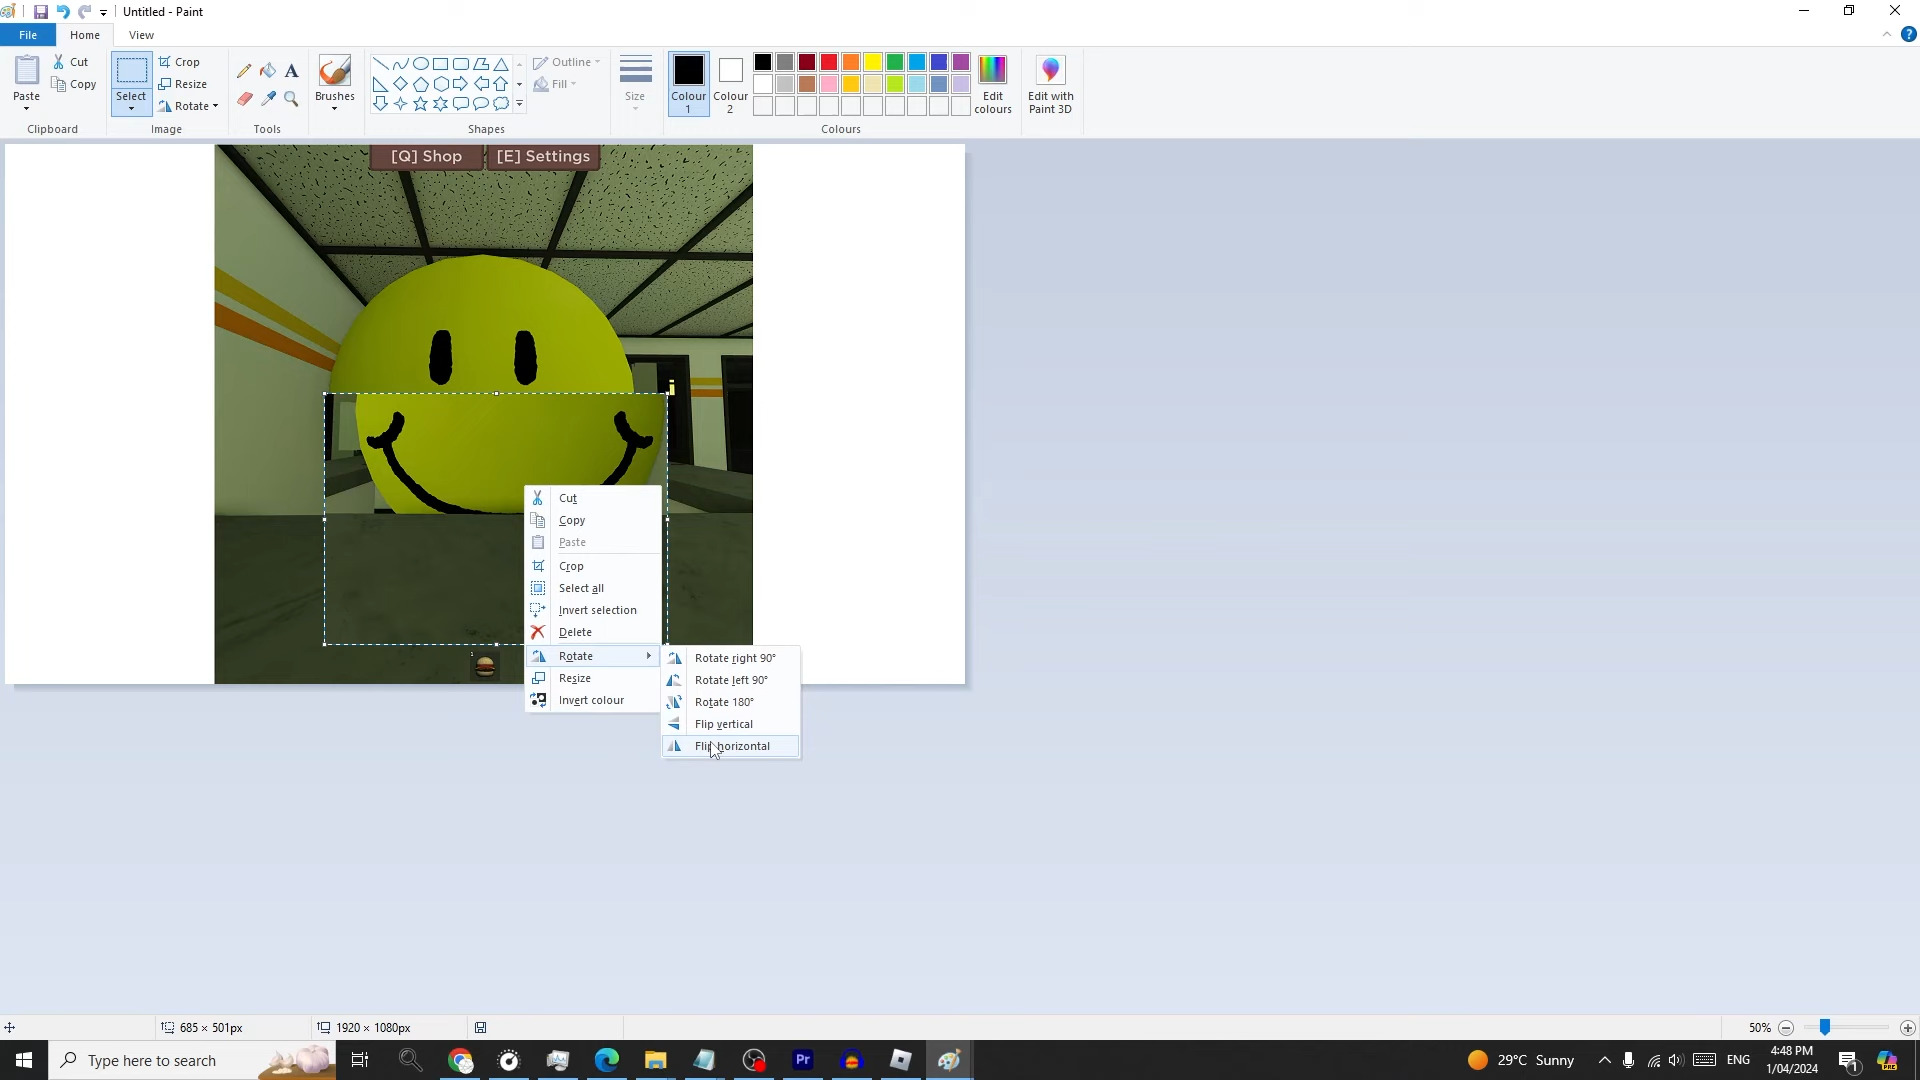 Untitled - Paint
File Home View
Paste
Cut
Copy
Clipboard
Select
Crop
Resize
Rotate
Image
Tools
Brushes
Shapes
Outline
Fill
Size
Colour
1
Colour
2
Colours
Edit
colours
Edit with
Paint 3D
[Q] Shop [E] Settings
Cut
Copy
Paste
Crop
Select all
Invert selection
Delete
Rotate
Resize
Invert colour
Rotate right 90°
Rotate left 90°
Rotate 180°
Flip vertical
Flip horizontal
1
685 × 501px
1920 × 1080px
50%
Type here to search
Pr
29°C Sunny
ENG
4:48 PM
1/04/2024
1
PRE